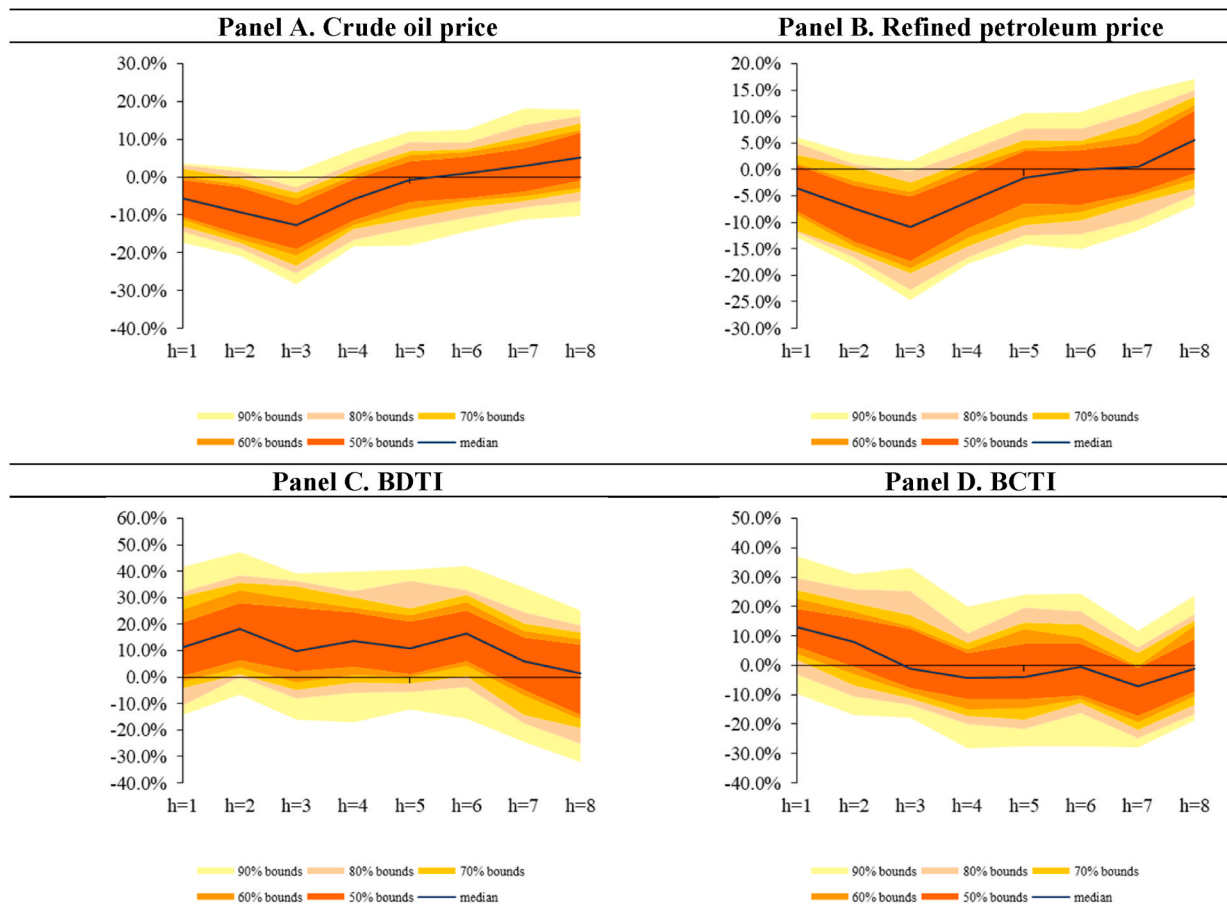 Panel A. Crude oil price
30.0%
20.0%
10.0%
0.0%
-10.0%
-20.0%
-30.0%
-40.0%
h=1 h=2 h=3 h=4 h=5 h=6 h=7 h=8
90% bounds 80% bounds 70% bounds
60% bounds 50% bounds median
Panel B. Refined petroleum price
20.0%
15.0%
10.0%
5.0%
0.0%
-5.0%
-10.0%
-15.0%
-20.0%
-25.0%
-30.0%
h=1 h=2 h=3 h=4 h=5 h=6 h=7 h=8
90% bounds 80% bounds 70% bounds
60% bounds 50% bounds median
Panel C. BDTI
60.0%
50.0%
40.0%
30.0%
20.0%
10.0%
0.0%
-10.0%
-20.0%
-30.0%
-40.0%
h=1 h=2 h=3 h=4 h=5 h=6 h=7 h=8
90% bounds 80% bounds 70% bounds
60% bounds 50% bounds median
Panel D. BCTI
50.0%
40.0%
30.0%
20.0%
10.0%
0.0%
-10.0%
-20.0%
-30.0%
-40.0%
h=1 h=2 h=3 h=4 h=5 h=6 h=7 h=8
90% bounds 80% bounds 70% bounds
60% bounds 50% bounds median